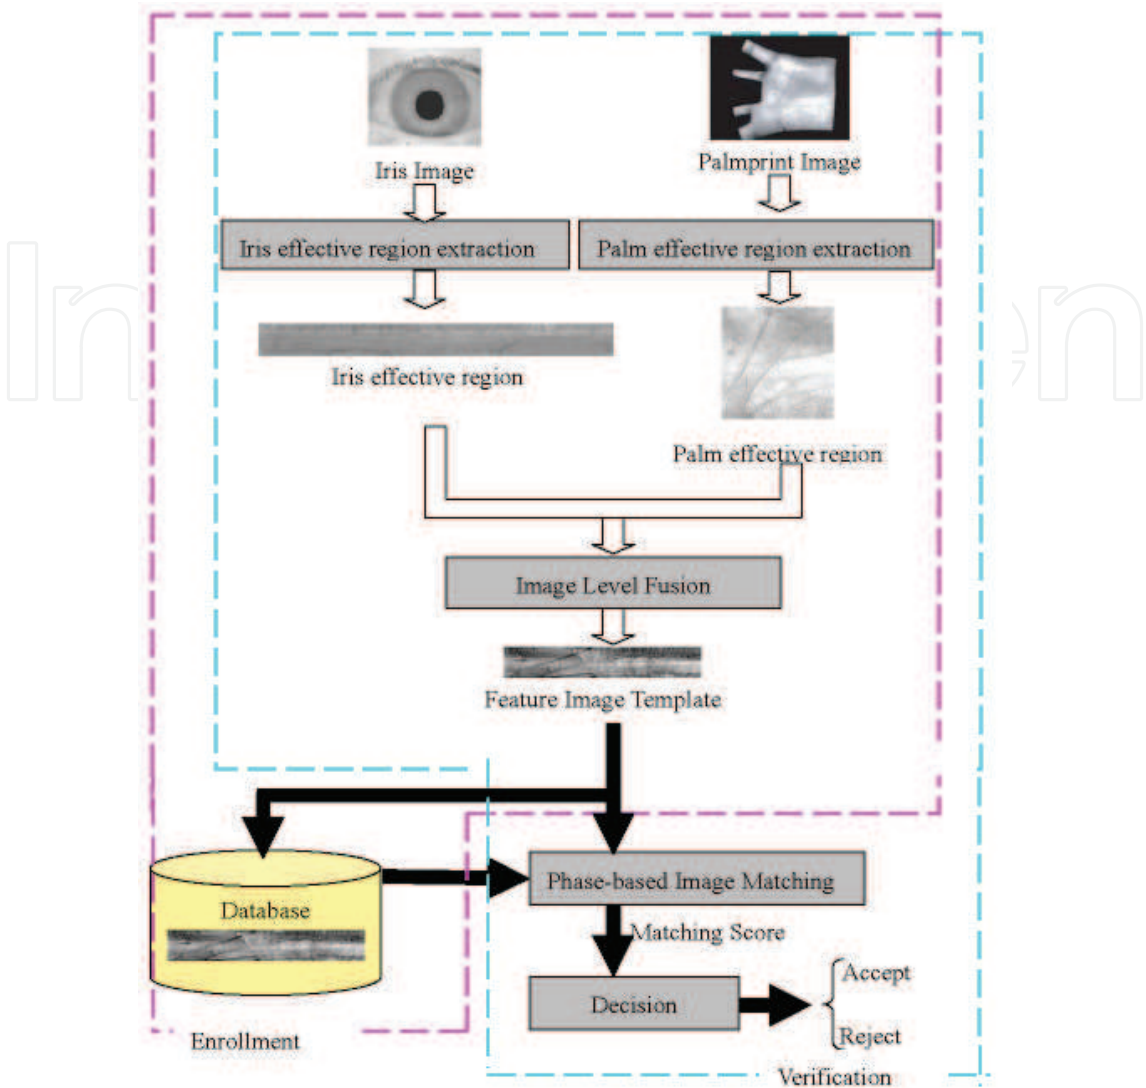 Iris Image
Palmprint Image
Iris effective region extraction
Palm effective region extraction
Iris effective region
Palm effective region
Image Level Fusion
Feature Image Template
Phase-based Image Matching
Database
Matching Score
Accept
Decision
Reject
Enrollment
Verification